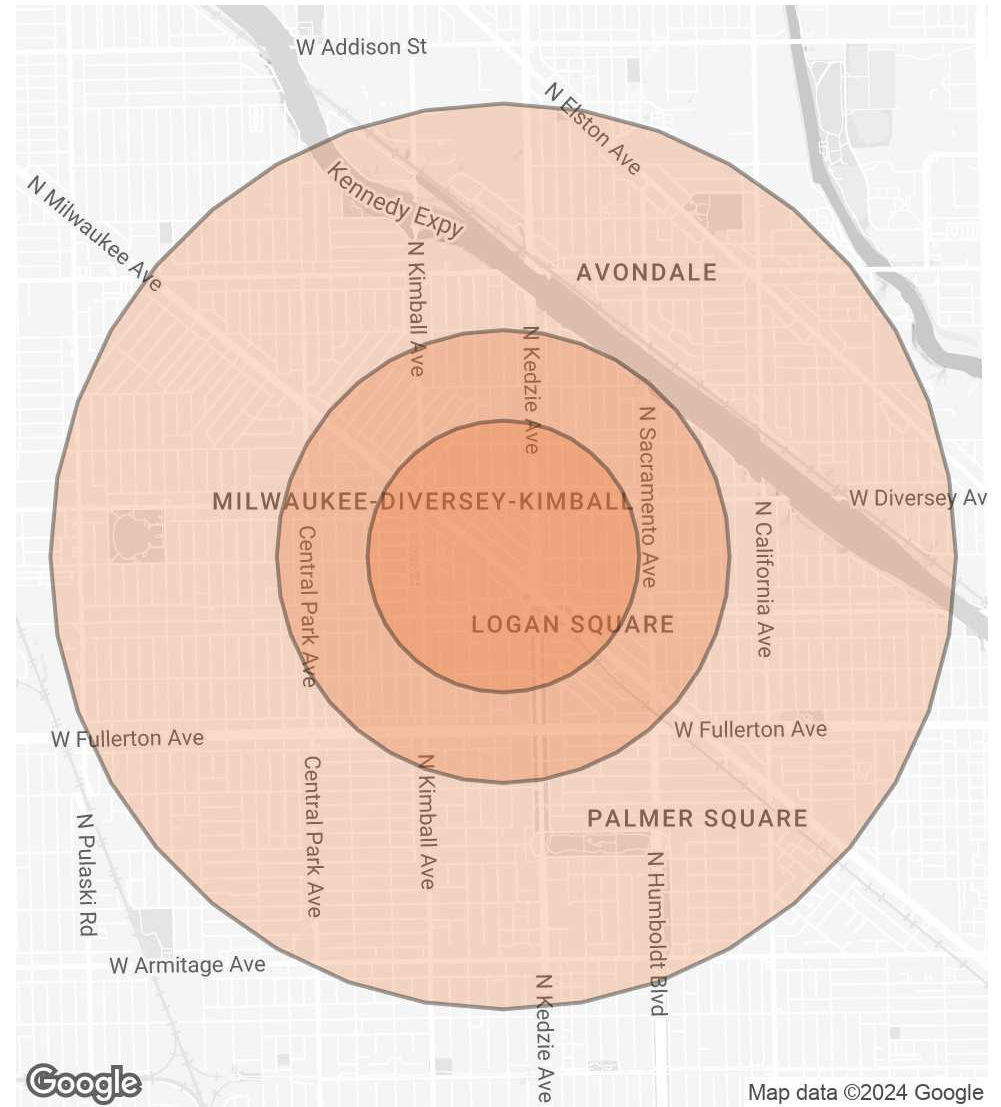 W Addison St
N Elston Ave
Kennedy Expy
N Milwaukee Ave
N Kimball Ave
AVONDALE
N Kedzie Ave
N Sacramento Ave
MILWAUKEE-DIVERSEY-KIMBALL
W Diversey Av
N California Ave
Central Park Ave
LOGAN SQUARE
W Fullerton Ave
W Fullerton Ave
Central Park Ave
N Kimball Ave
PALMER SQUARE
N Pulaski Rd
N Humboldt Blvd
W Armitage Ave
N Kedzie Ave
Google
Map data ©2024 Google